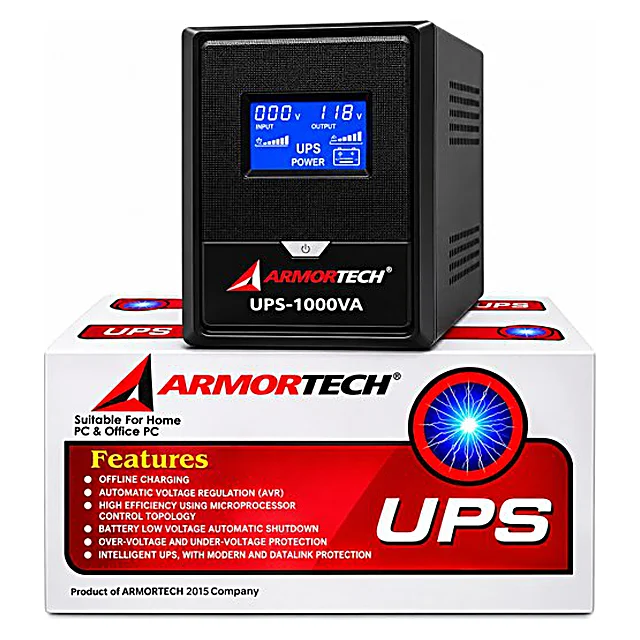 000 v 118 v
INPUT OUTPUT
UPS
POWER
ARMORTECH®
UPS-1000VA
UPS
UPS
ARMORTECH®
Suitable For Home
PC & Office PC
Features
OFFLINE CHARGING
AUTOMATIC VOLTAGE REGULATION (AVR)
HIGH EFFICIENCY USING MICROPROCESSOR
CONTROL TOPOLOGY
BATTERY LOW VOLTAGE AUTOMATIC SHUTDOWN
OVER-VOLTAGE AND UNDER-VOLTAGE PROTECTION
INTELLIGENT UPS, WITH MODERN AND DATALINK PROTECTION
UPS
Product of ARMORTECH 2015 Company